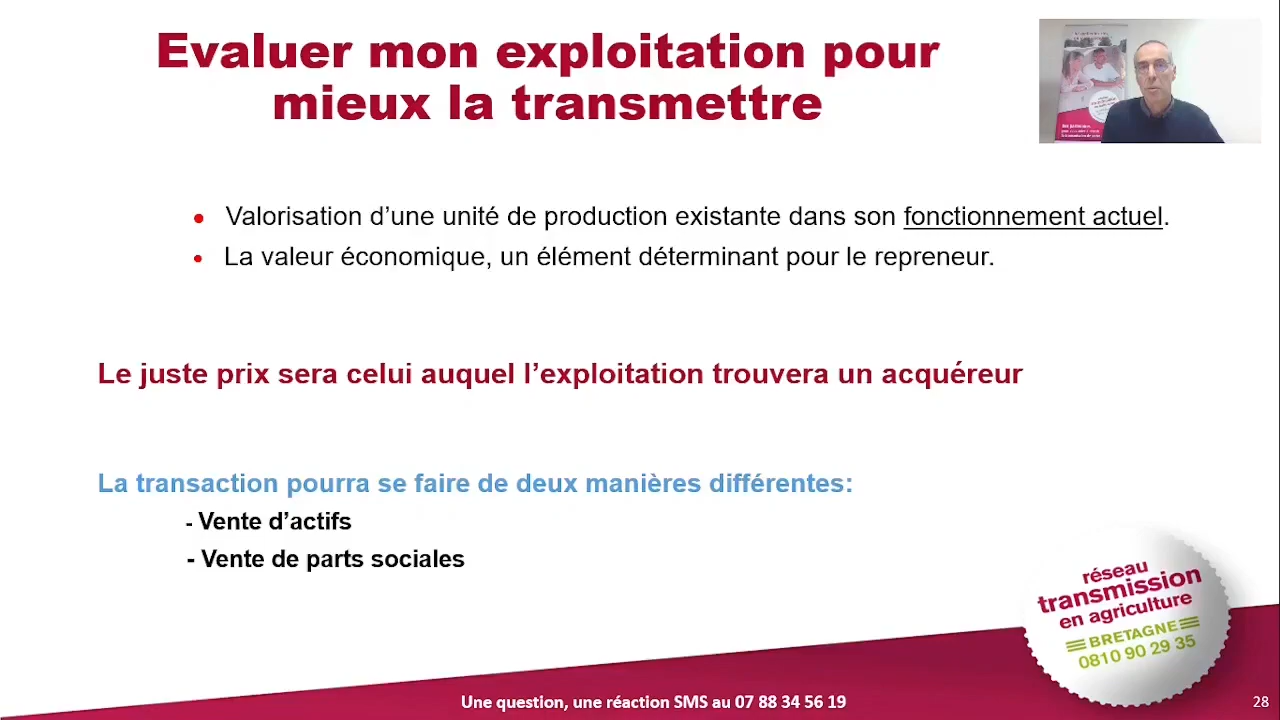 Evaluer mon exploitation pour
mieux la transmettre
• Valorisation d’une unité de production existante dans son fonctionnement actuel.
• La valeur économique, un élément déterminant pour le repreneur.
Le juste prix sera celui auquel l’exploitation trouvera un acquéreur
La transaction pourra se faire de deux manières différentes:
- Vente d’actifs
- Vente de parts sociales
réseau
transmission
en agriculture
BRETAGNE
0810 90 29 35
Une question, une réaction SMS au 07 88 34 56 19
28